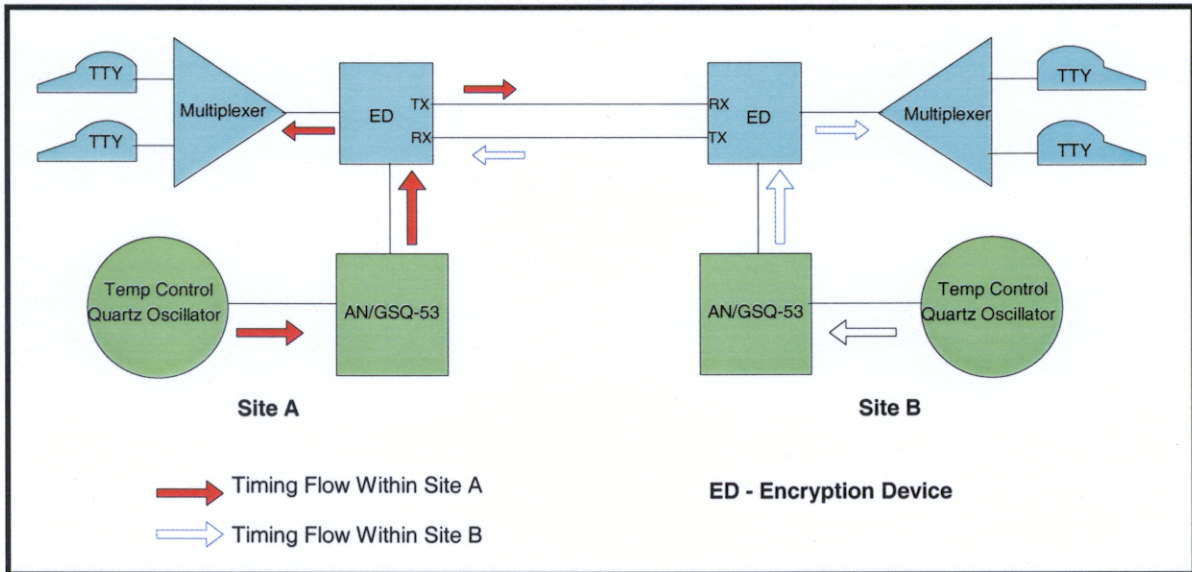 TTY
TTY
Multiplexer
ED
TX
RX
RX
TX
ED
Multiplexer
TTY
TTY
Temp Control
Quartz Oscillator
AN/GSQ-53
AN/GSQ-53
Temp Control
Quartz Oscillator
Site A
Site B
Timing Flow Within Site A
Timing Flow Within Site B
ED - Encryption Device